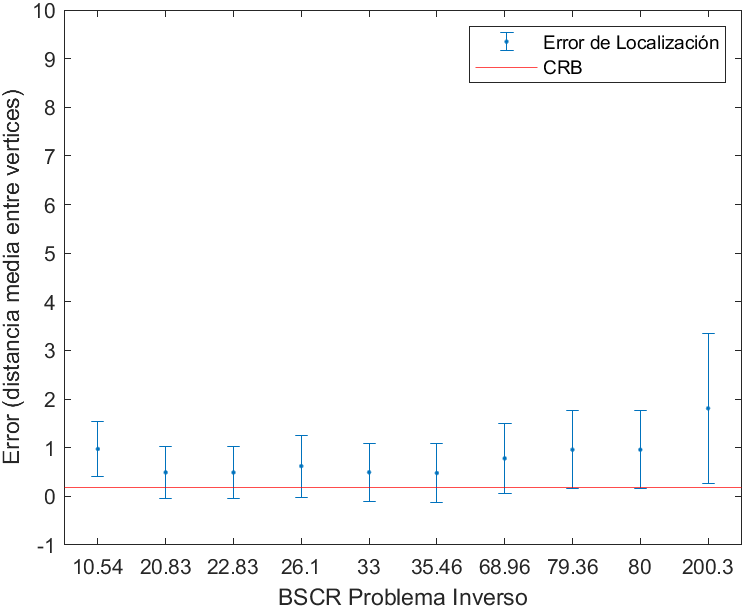 10
9
8
7
6
5
4
3
2
1
0
-1
Error (distancia media entre vertices)
Error de Localización
CRB
10.54 20.83 22.83 26.1 33 35.46 68.96 79.36 80 200.3
BSCR Problema Inverso